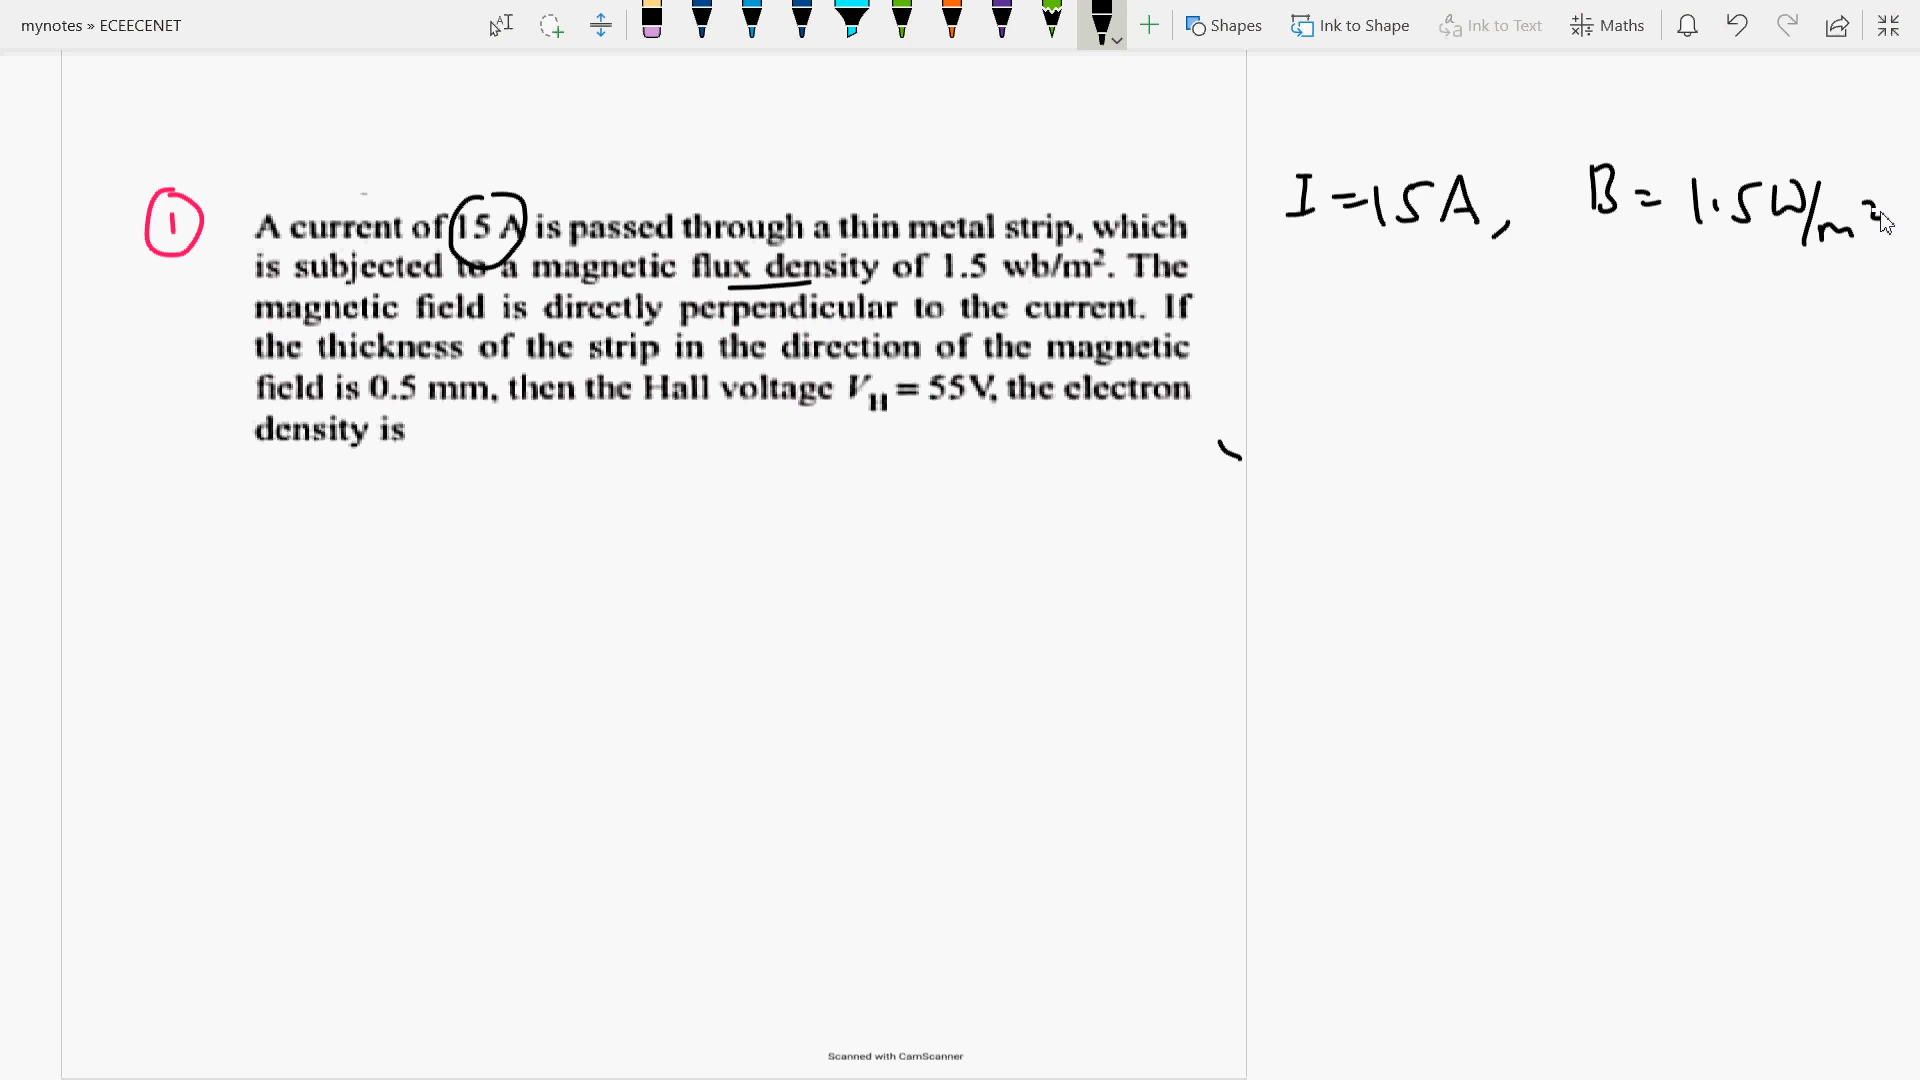 mynotes » ECEECENET
Shapes
Ink to Shape
Ink to Text
Maths
I = 15 A, B = 1.5 W/m²
1
A current of 15 A is passed through a thin metal strip, which
is subjected to a magnetic flux density of 1.5 wb/m². The
magnetic field is directly perpendicular to the current. If
the thickness of the strip in the direction of the magnetic
field is 0.5 mm, then the Hall voltage V_H = 55V, the electron
density is
Scanned with CamScanner